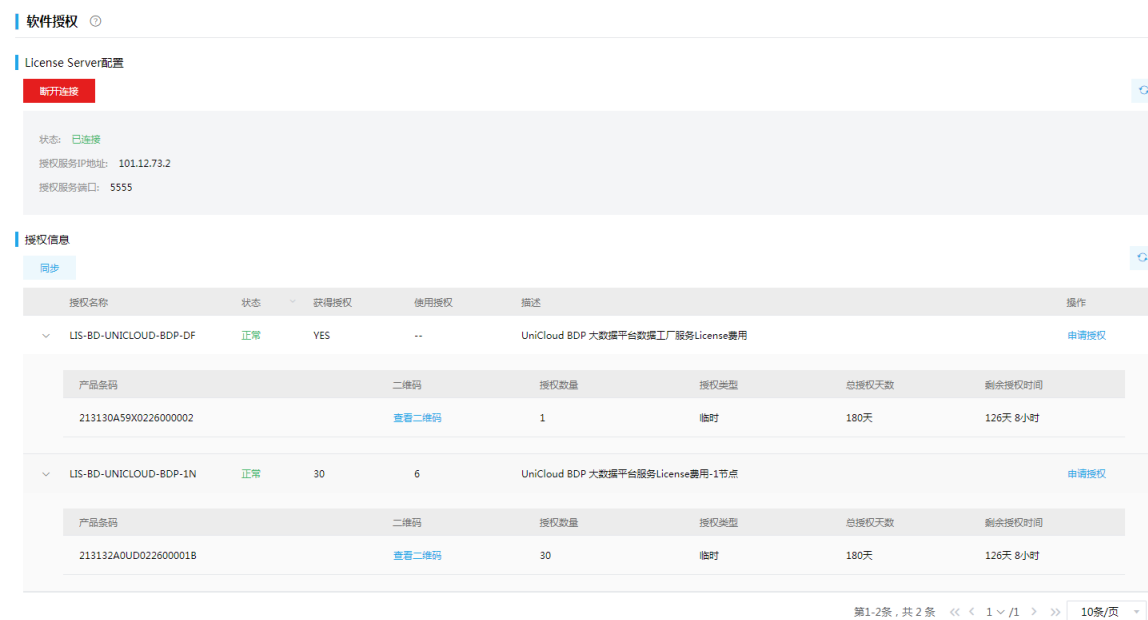 软件授权 ?
License Server配置
断开连接
状态: 已连接
授权服务IP地址: 101.12.73.2
授权服务端口: 5555
授权信息
同步
授权名称 状态 获得授权 使用授权 描述 操作
LIS-BD-UNICLOUD-BDP-DF 正常 YES -- UniCloud BDP 大数据平台数据工厂服务License费用 申请授权
产品条码 二维码 授权数量 授权类型 总授权天数 剩余授权时间
213130A59X0226000002 查看二维码 1 临时 180天 126天 8小时
LIS-BD-UNICLOUD-BDP-1N 正常 30 6 UniCloud BDP 大数据平台服务License费用-1节点 申请授权
产品条码 二维码 授权数量 授权类型 总授权天数 剩余授权时间
213132A0UD022600001B 查看二维码 30 临时 180天 126天 8小时
第1-2条，共 2 条 1 /1 10条/页